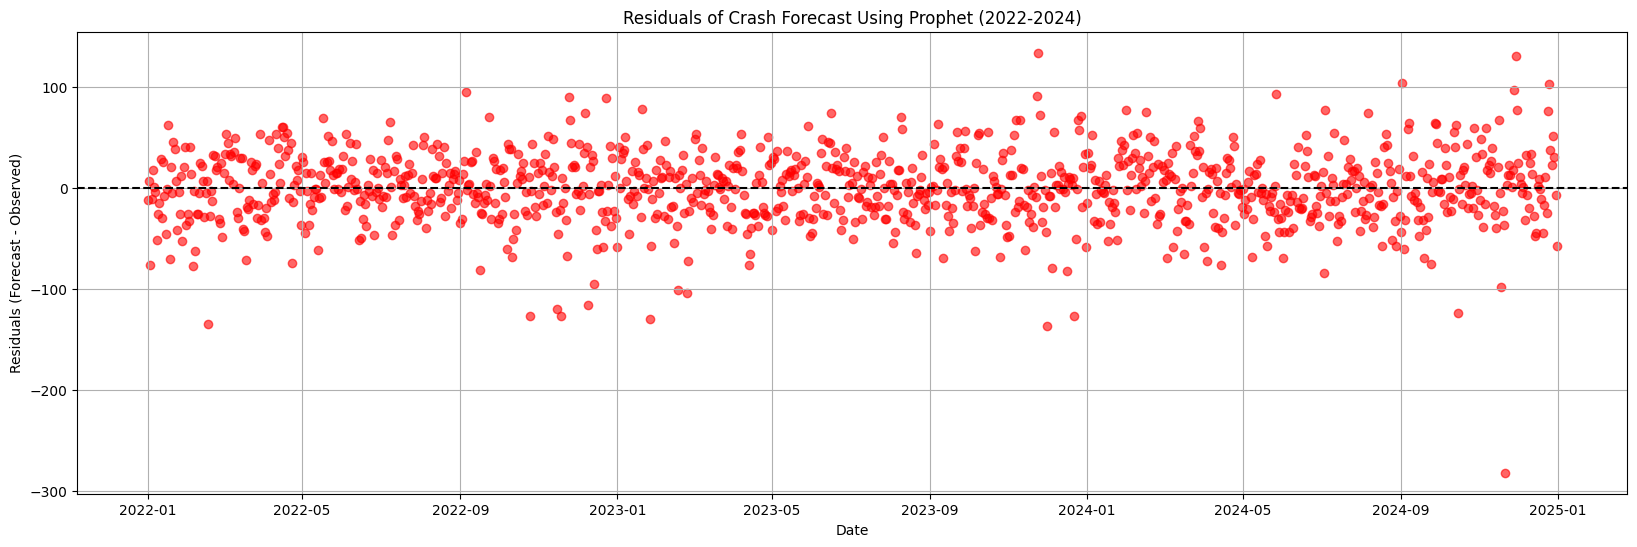 Residuals of Crash Forecast Using Prophet (2022-2024)
Residuals (Forecast - Observed)
100
0
−100
−200
−300
2022-01 2022-05 2022-09 2023-01 2023-05 2023-09 2024-01 2024-05 2024-09 2025-01
Date